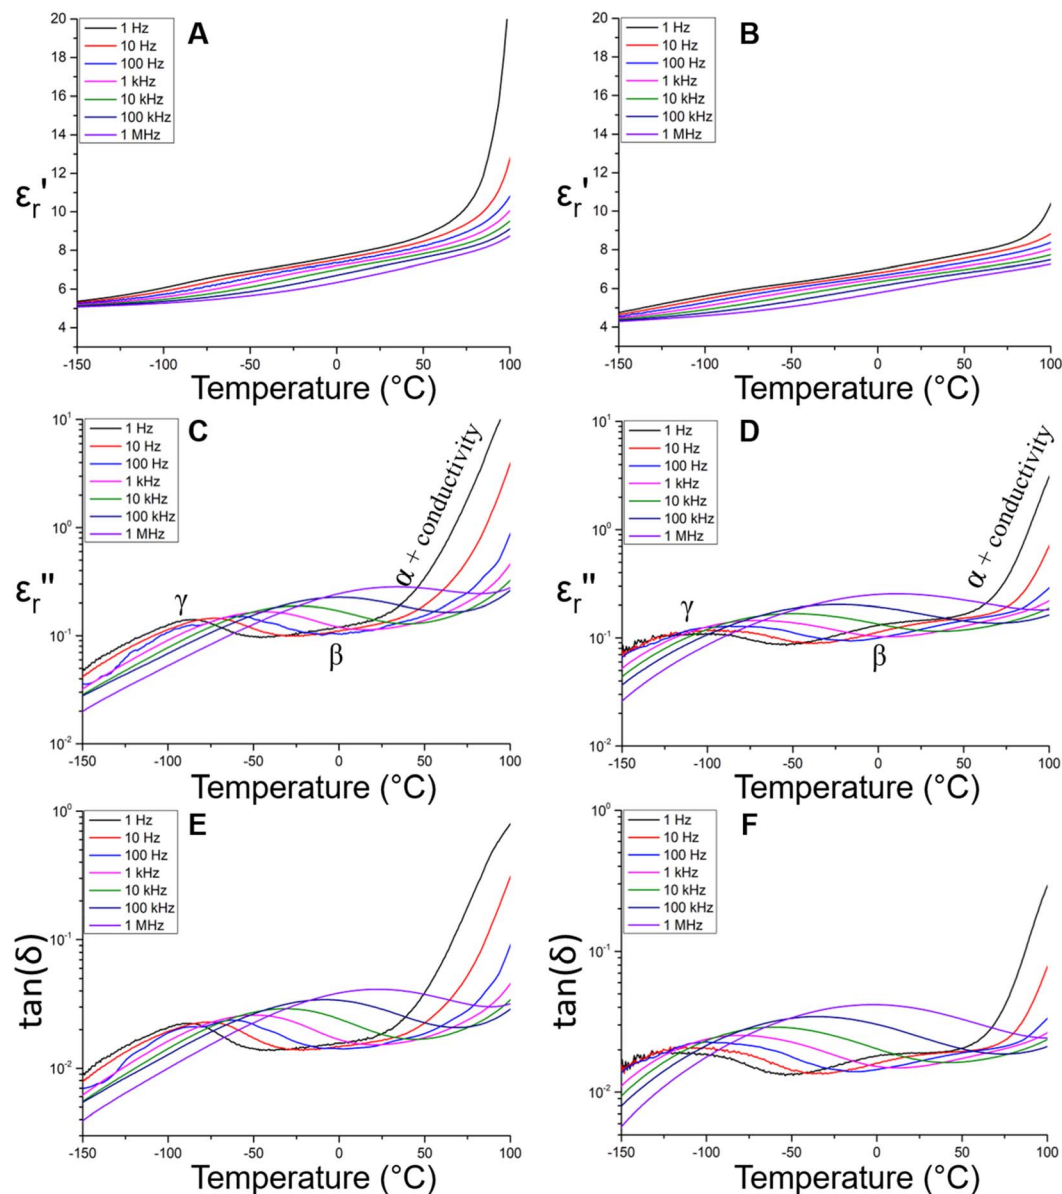 A
1 Hz
10 Hz
100 Hz
1 kHz
10 kHz
100 kHz
1 MHz
20
18
16
14
12
10
8
6
4
εr'
-150
-100
-50
0
50
100
Temperature (°C)
B
1 Hz
10 Hz
100 Hz
1 kHz
10 kHz
100 kHz
1 MHz
20
18
16
14
12
10
8
6
4
εr'
-150
-100
-50
0
50
100
Temperature (°C)
C
1 Hz
10 Hz
100 Hz
1 kHz
10 kHz
100 kHz
1 MHz
10^1
10^0
10^-1
10^-2
εr''
γ
β
α + conductivity
-150
-100
-50
0
50
100
Temperature (°C)
D
1 Hz
10 Hz
100 Hz
1 kHz
10 kHz
100 kHz
1 MHz
10^1
10^0
10^-1
10^-2
εr''
γ
β
α + conductivity
-150
-100
-50
0
50
100
Temperature (°C)
E
1 Hz
10 Hz
100 Hz
1 kHz
10 kHz
100 kHz
1 MHz
10^0
10^-1
10^-2
tan(δ)
-150
-100
-50
0
50
100
Temperature (°C)
F
1 Hz
10 Hz
100 Hz
1 kHz
10 kHz
100 kHz
1 MHz
10^0
10^-1
10^-2
tan(δ)
-150
-100
-50
0
50
100
Temperature (°C)